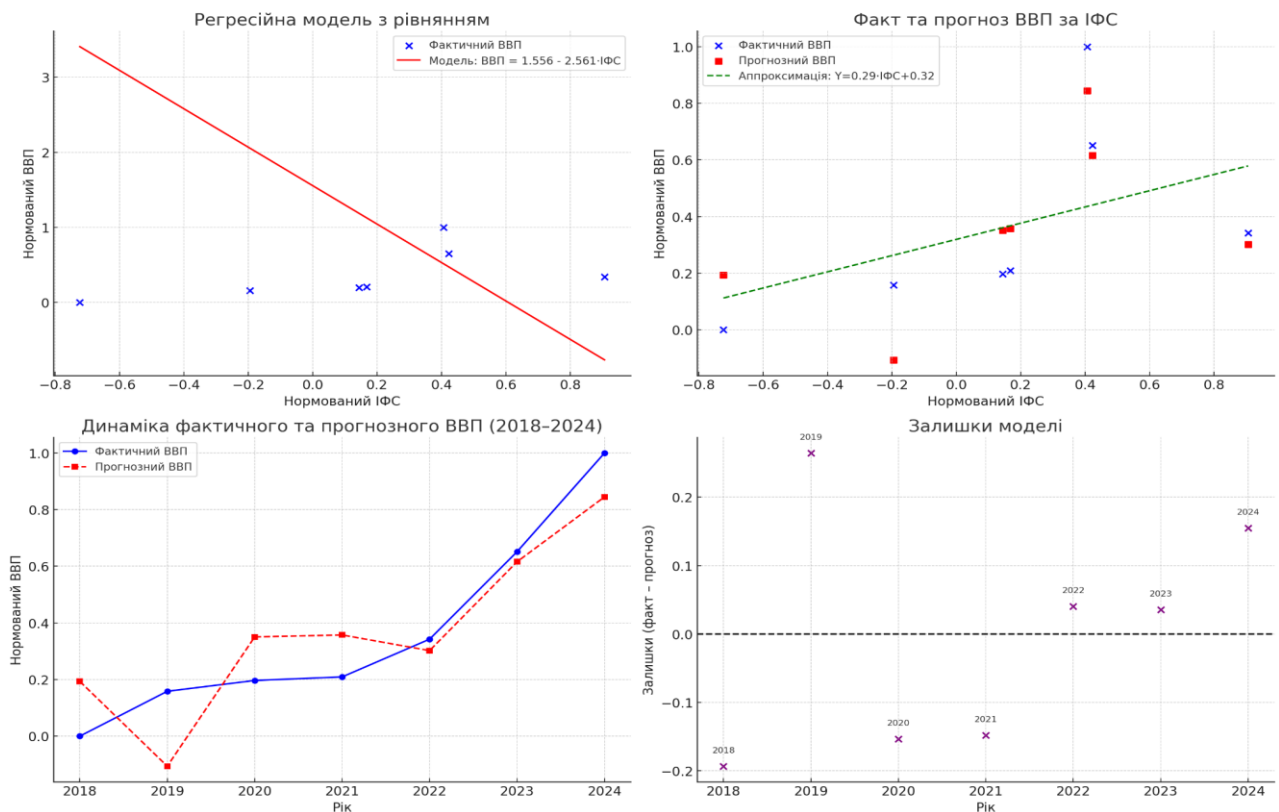 Регресійна модель з рівнянням
Фактичний ВВП
Модель: ВВП = 1.556 - 2.561·ІФС
Нормований ВВП
3
2
1
0
−0.8 −0.6 −0.4 −0.2 0.0 0.2 0.4 0.6 0.8
Нормований ІФС
Факт та прогноз ВВП за ІФС
Фактичний ВВП
Прогнозний ВВП
Аппроксимація: Y=0.29·ІФС+0.32
Нормований ВВП
1.0
0.8
0.6
0.4
0.2
0.0
−0.8 −0.6 −0.4 −0.2 0.0 0.2 0.4 0.6 0.8
Нормований ІФС
Динаміка фактичного та прогнозного ВВП (2018–2024)
Фактичний ВВП
Прогнозний ВВП
Нормований ВВП
1.0
0.8
0.6
0.4
0.2
0.0
2018 2019 2020 2021 2022 2023 2024
Рік
Залишки моделі
Залишки (факт – прогноз)
0.2
0.1
0.0
−0.1
−0.2
2018
2019
2020
2021
2022
2023
2024
2018 2019 2020 2021 2022 2023 2024
Рік